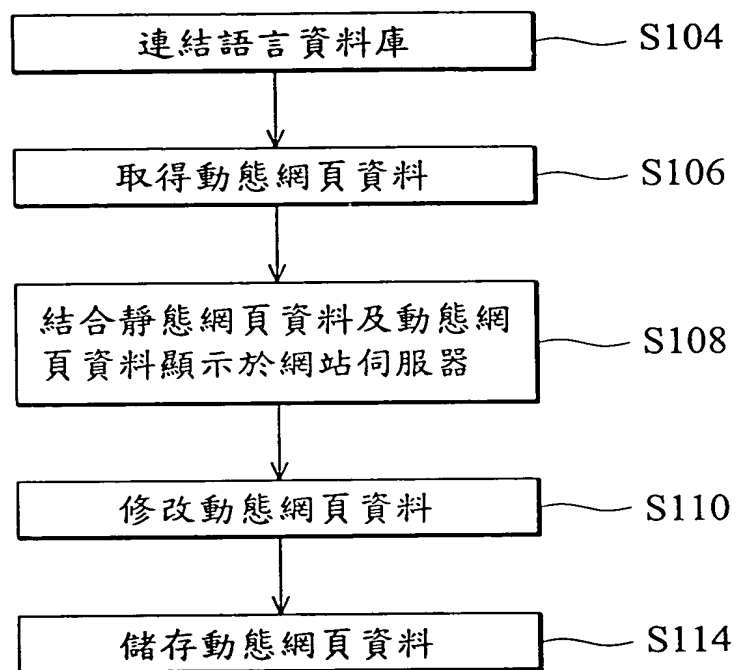 連結語言資料庫 S104
取得動態網頁資料 S106
結合靜態網頁資料及動態網
頁資料顯示於網站伺服器 S108
修改動態網頁資料 S110
儲存動態網頁資料 S114